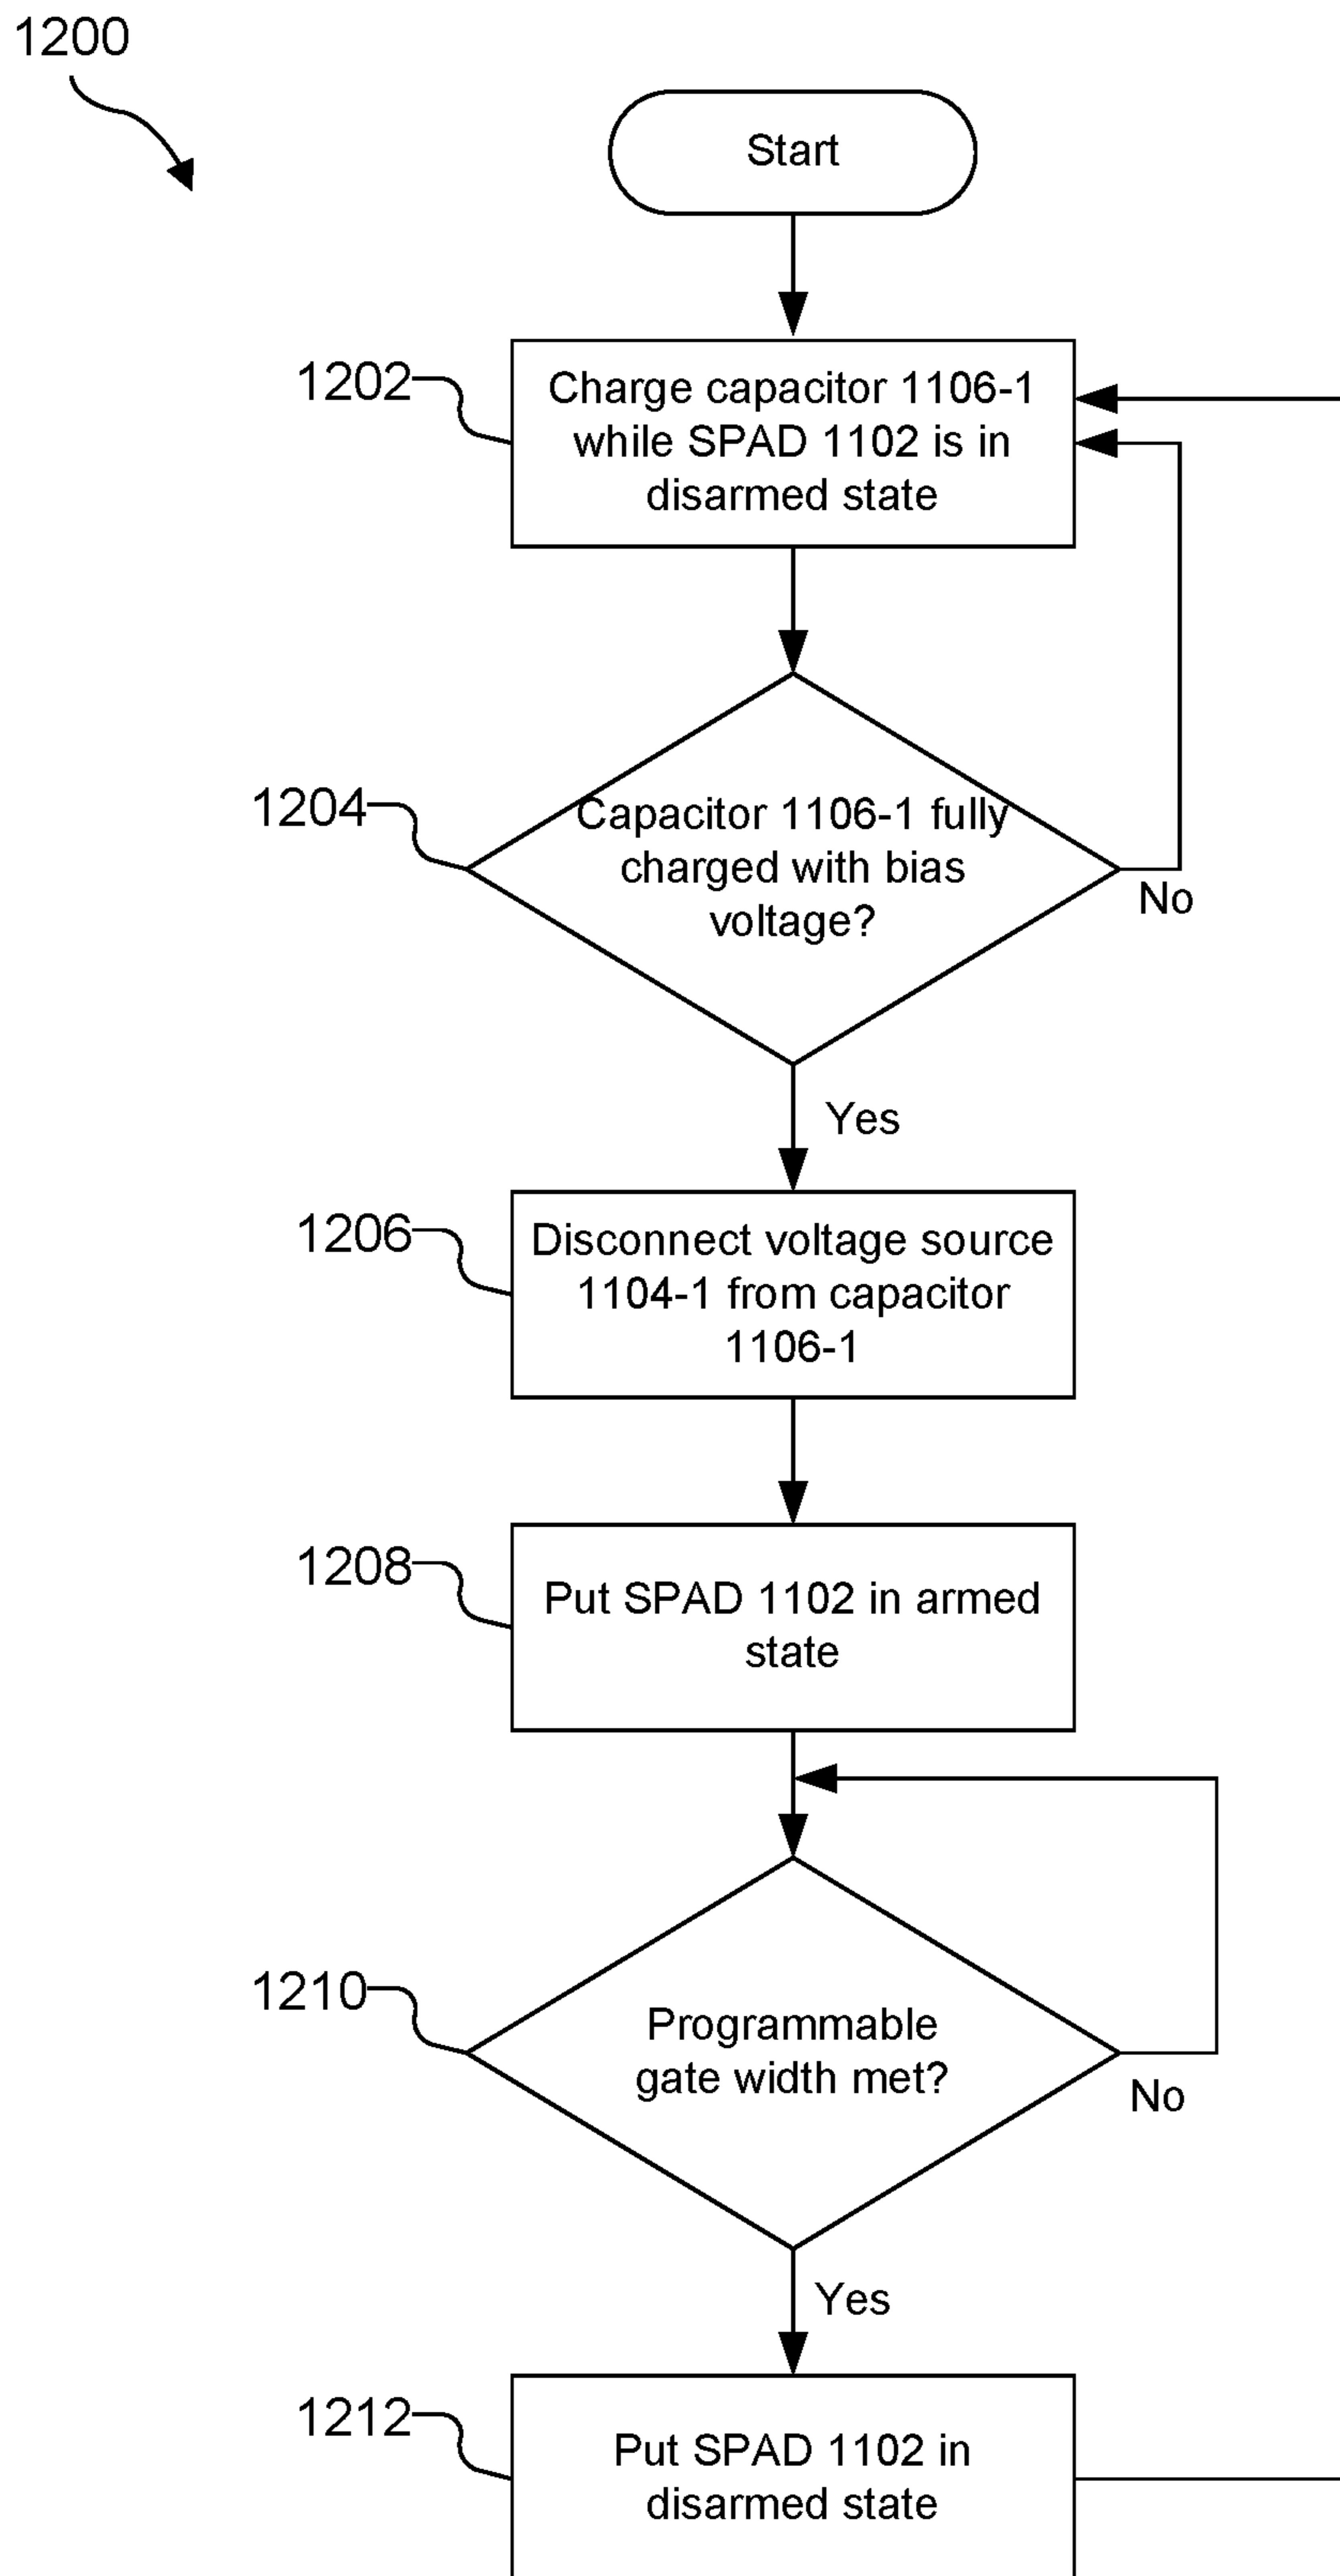 1200
Start
1202
Charge capacitor 1106-1
while SPAD 1102 is in
disarmed state
1204
Capacitor 1106-1 fully
charged with bias
voltage?
No
Yes
1206
Disconnect voltage source
1104-1 from capacitor
1106-1
1208
Put SPAD 1102 in armed
state
1210
Programmable
gate width met?
No
Yes
1212
Put SPAD 1102 in
disarmed state